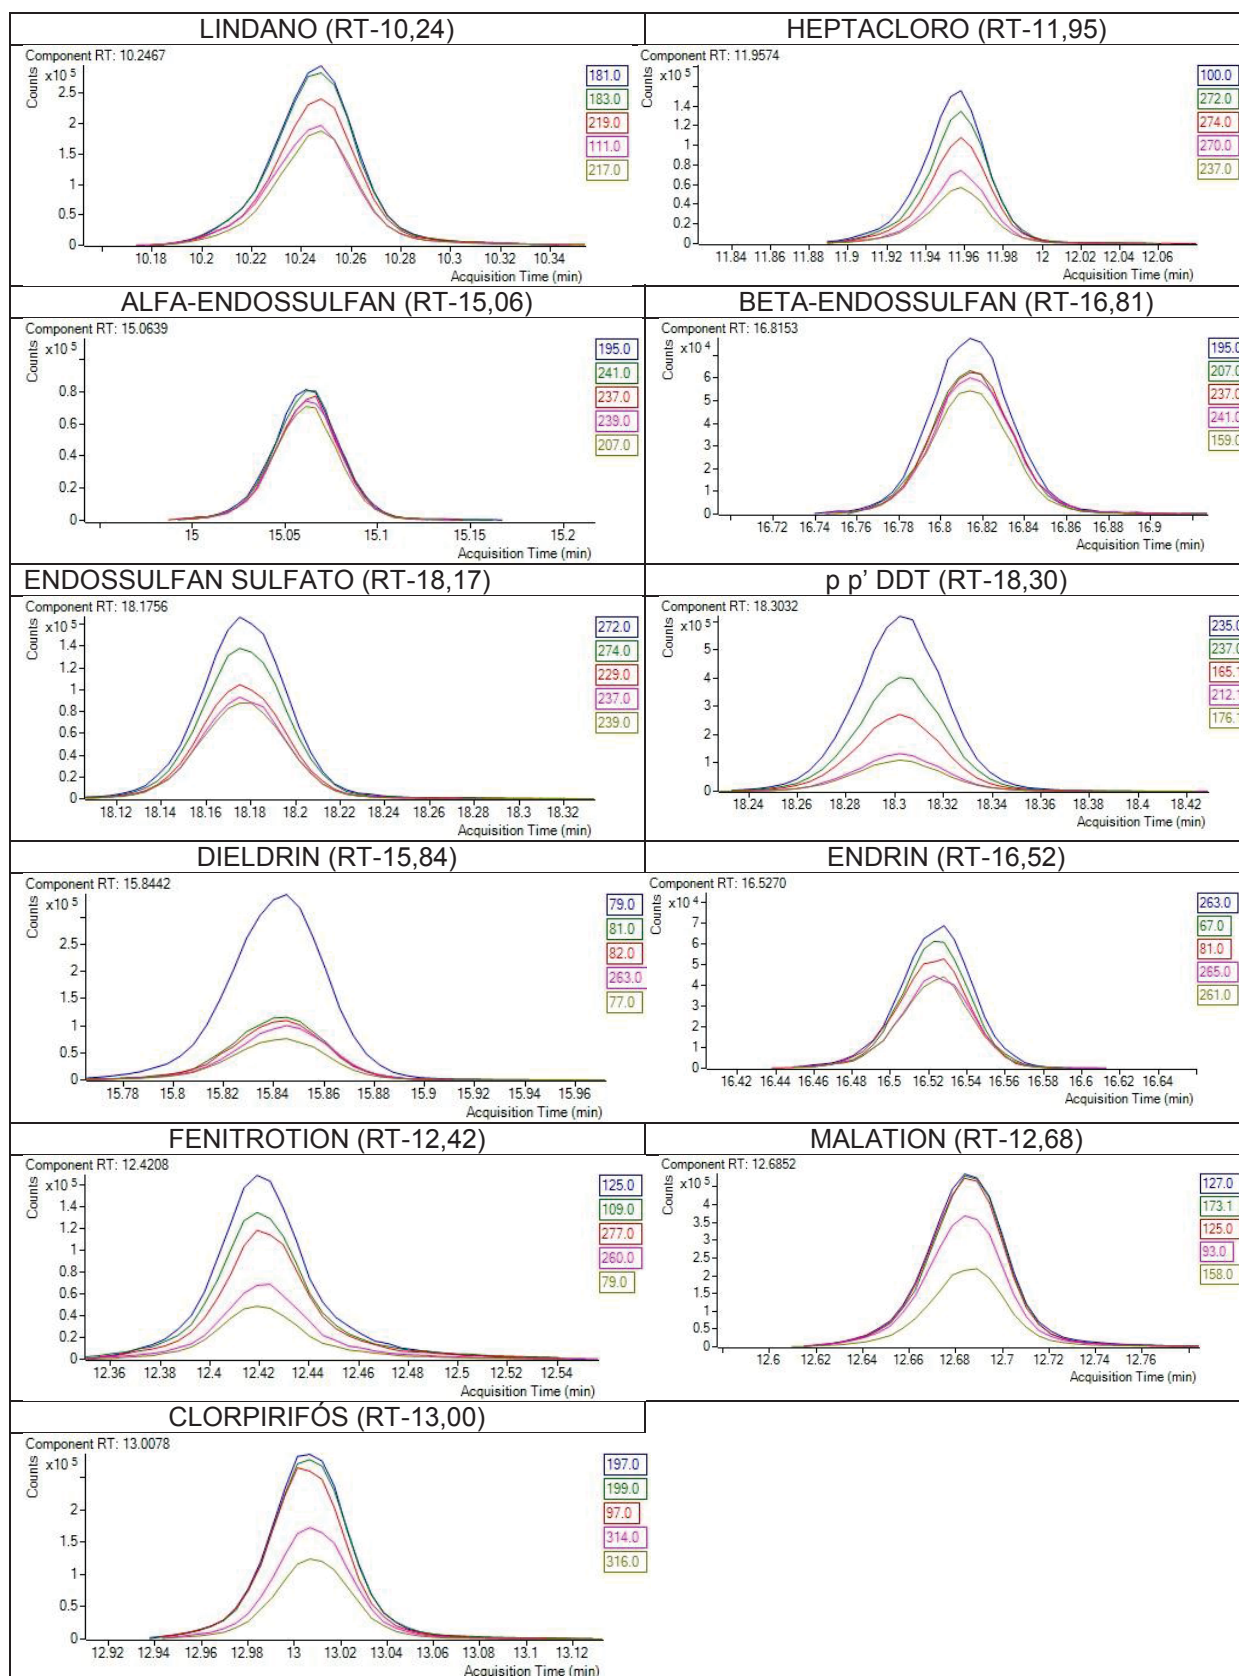 LINDANO (RT-10,24)
Component RT: 10.2467
Counts
x10 5
2.5
2
1.5
1
0.5
0
10.18 10.2 10.22 10.24 10.26 10.28 10.3 10.32 10.34
Acquisition Time (min)
181.0
183.0
219.0
111.0
217.0
HEPTACLORO (RT-11,95)
Component RT: 11.9574
Counts
x10 5
1.4
1.2
1
0.8
0.6
0.4
0.2
0
11.84 11.86 11.88 11.9 11.92 11.94 11.96 11.98 12 12.02 12.04 12.06
Acquisition Time (min)
100.0
272.0
274.0
270.0
237.0
ALFA-ENDOSSULFAN (RT-15,06)
Component RT: 15.0639
Counts
x10 5
0.8
0.6
0.4
0.2
0
15 15.05 15.1 15.15 15.2
Acquisition Time (min)
195.0
241.0
237.0
239.0
207.0
BETA-ENDOSSULFAN (RT-16,81)
Component RT: 16.8153
Counts
x10 4
6
5
4
3
2
1
0
16.72 16.74 16.76 16.78 16.8 16.82 16.84 16.86 16.88 16.9
Acquisition Time (min)
195.0
207.0
237.0
241.0
159.0
ENDOSSULFAN SULFATO (RT-18,17)
Component RT: 18.1756
Counts
x10 5
1.4
1.2
1
0.8
0.6
0.4
0.2
0
18.12 18.14 18.16 18.18 18.2 18.22 18.24 18.26 18.28 18.3 18.32
Acquisition Time (min)
272.0
274.0
229.0
237.0
239.0
p p' DDT (RT-18,30)
Component RT: 18.3032
Counts
x10 5
5
4
3
2
1
0
18.24 18.26 18.28 18.3 18.32 18.34 18.36 18.38 18.4 18.42
Acquisition Time (min)
235.0
237.0
165.1
212.1
176.1
DIELDRIN (RT-15,84)
Component RT: 15.8442
Counts
x10 5
2.5
2
1.5
1
0.5
0
15.78 15.8 15.82 15.84 15.86 15.88 15.9 15.92 15.94 15.96
Acquisition Time (min)
79.0
81.0
82.0
263.0
77.0
ENDRIN (RT-16,52)
Component RT: 16.5270
Counts
x10 4
7
6
5
4
3
2
1
0
16.42 16.44 16.46 16.48 16.5 16.52 16.54 16.56 16.58 16.6 16.62 16.64
Acquisition Time (min)
263.0
67.0
81.0
265.0
261.0
FENITROTION (RT-12,42)
Component RT: 12.4208
Counts
x10 5
1.4
1.2
1
0.8
0.6
0.4
0.2
0
12.36 12.38 12.4 12.42 12.44 12.46 12.48 12.5 12.52 12.54
Acquisition Time (min)
125.0
109.0
277.0
260.0
79.0
MALATION (RT-12,68)
Component RT: 12.6852
Counts
x10 5
4
3.5
3
2.5
2
1.5
1
0.5
0
12.6 12.62 12.64 12.66 12.68 12.7 12.72 12.74 12.76
Acquisition Time (min)
127.0
173.1
125.0
93.0
158.0
CLORPIRIFÓS (RT-13,00)
Component RT: 13.0078
Counts
x10 5
2
1.5
1
0.5
0
12.92 12.94 12.96 12.98 13 13.02 13.04 13.06 13.08 13.1 13.12
Acquisition Time (min)
197.0
199.0
97.0
314.0
316.0